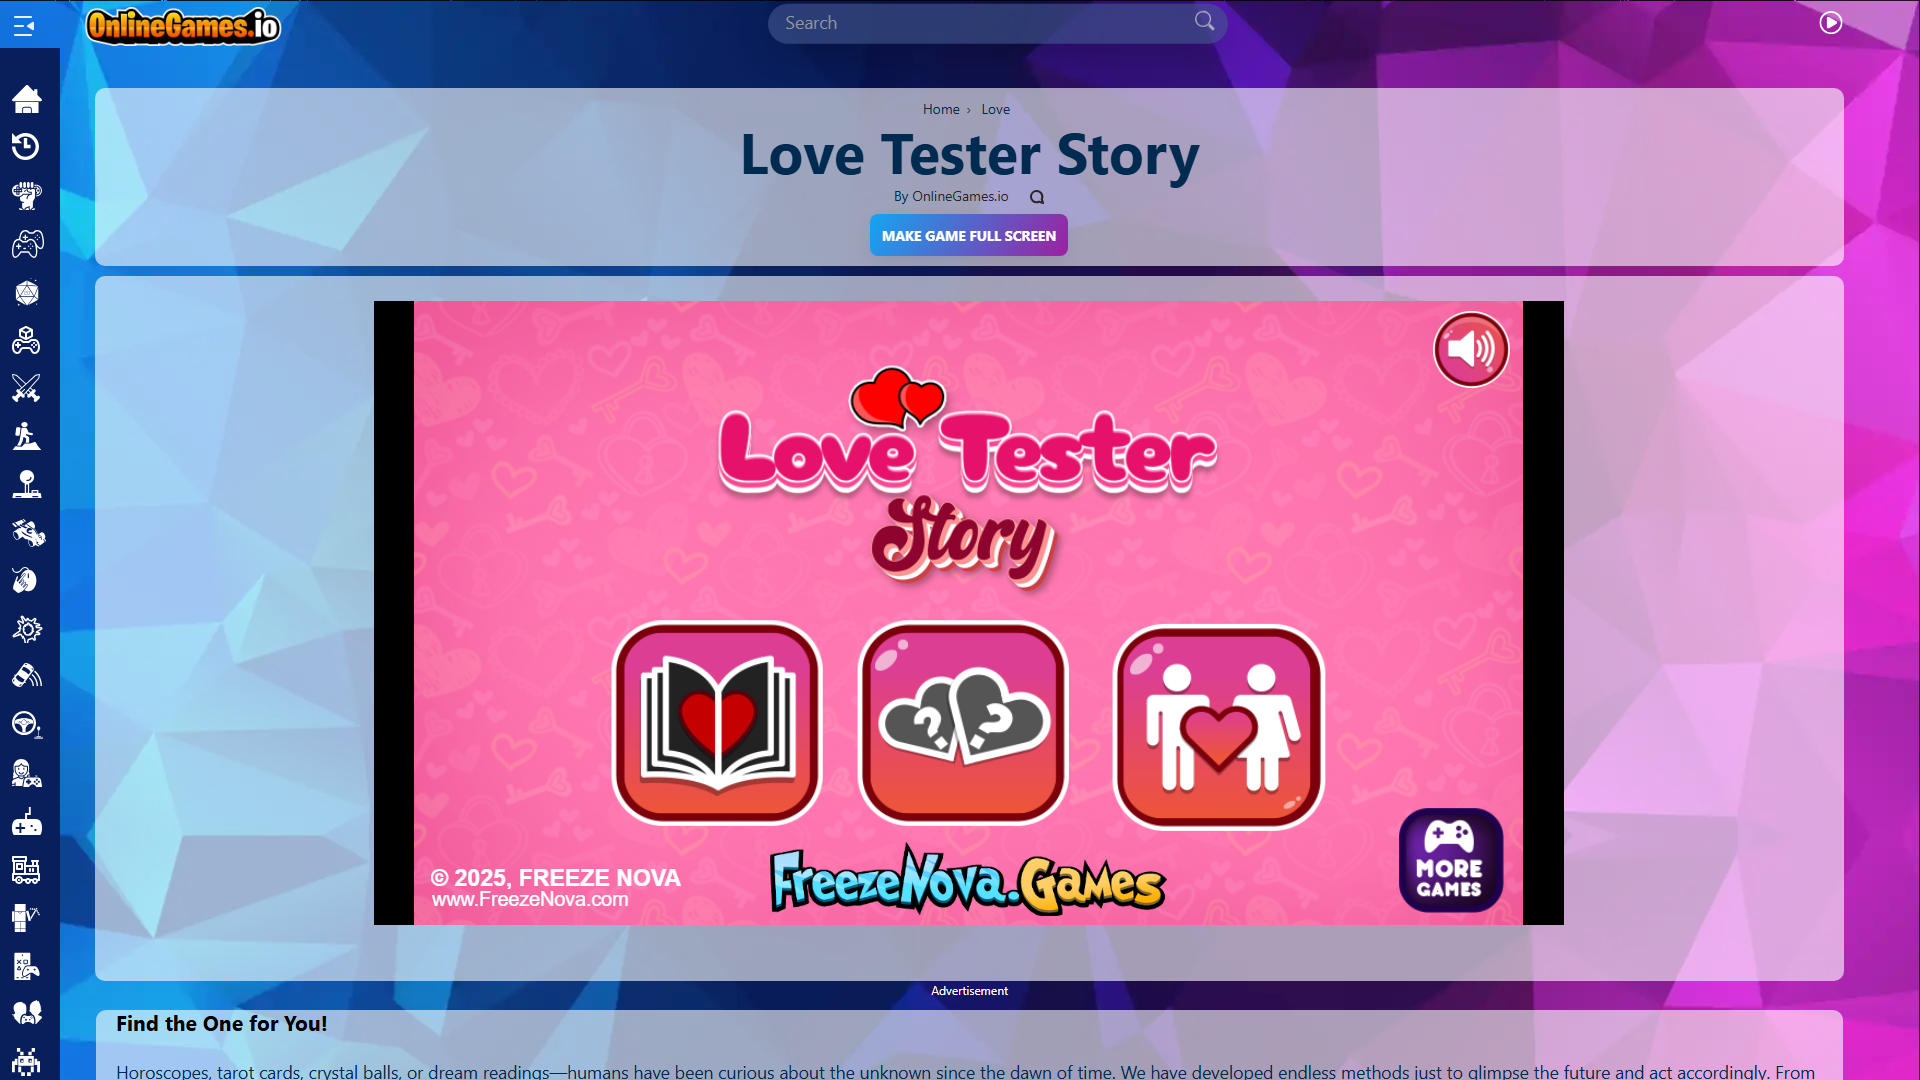 OnlineGames.io
Search
Home › Love
Love Tester Story
By OnlineGames.io
MAKE GAME FULL SCREEN
Love Tester
Story
? ?
MORE
GAMES
© 2025, FREEZE NOVA
www.FreezeNova.com
FreezeNova.Games
Advertisement
Find the One for You!
Horoscopes, tarot cards, crystal balls, or dream readings—humans have been curious about the unknown since the dawn of time. We have developed endless methods just to glimpse the future and act accordingly. From